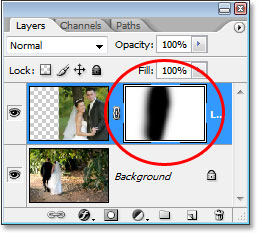 Layers Channels Paths
Normal Opacity: 100%
Lock: Fill: 100%
L...
Background